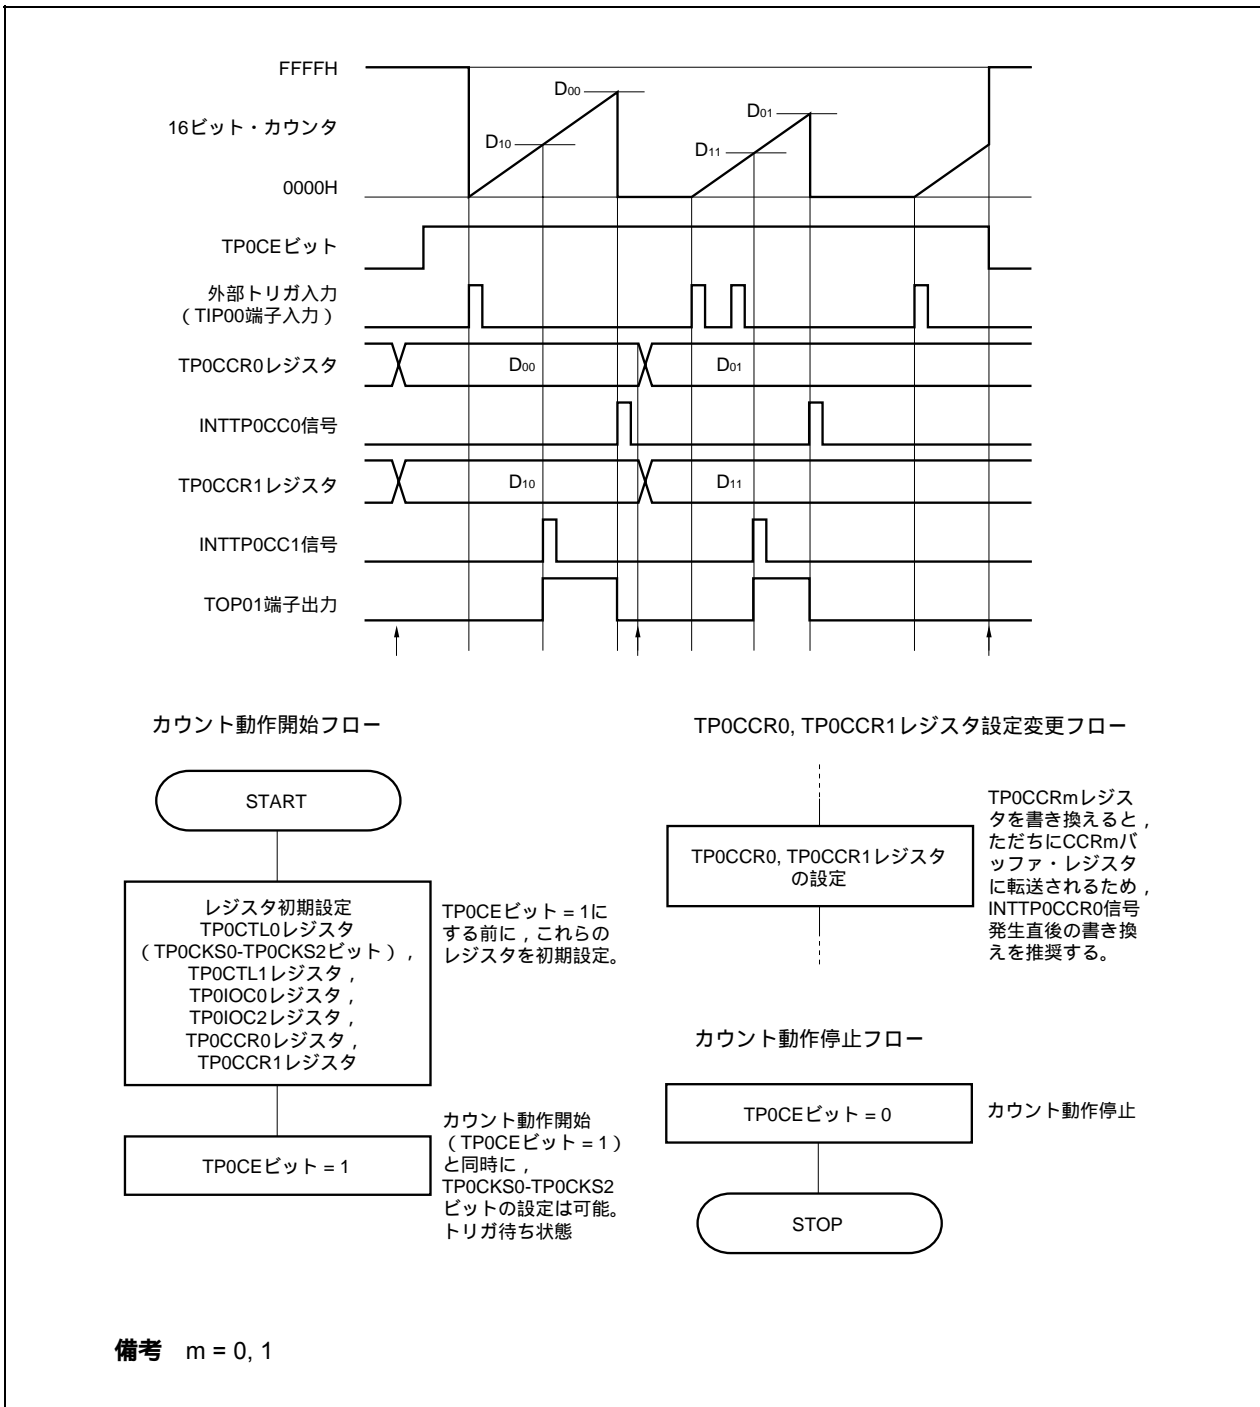 FFFFH
D00
D01
16ビット・カウンタ
D10
D11
0000H
TP0CEビット
外部トリガ入力
（TIP00端子入力）
TP0CCR0レジスタ
D00
D01
INTTP0CC0信号
TP0CCR1レジスタ
D10
D11
INTTP0CC1信号
TOP01端子出力
カウント動作開始フロー
START
レジスタ初期設定
TP0CTL0レジスタ
（TP0CKS0-TP0CKS2ビット），
TP0CTL1レジスタ，
TP0IOC0レジスタ，
TP0IOC2レジスタ，
TP0CCR0レジスタ，
TP0CCR1レジスタ
TP0CEビット = 1に
する前に，これらの
レジスタを初期設定。
TP0CEビット = 1
カウント動作開始
（TP0CEビット = 1）
と同時に，
TP0CKS0-TP0CKS2
ビットの設定は可能。
トリガ待ち状態
TP0CCR0, TP0CCR1レジスタ設定変更フロー
TP0CCR0, TP0CCR1レジスタ
の設定
TP0CCRmレジス
タを書き換えると，
ただちにCCRmバ
ッファ・レジスタ
に転送されるため，
INTTP0CCR0信号
発生直後の書き換
えを推奨する。
カウント動作停止フロー
TP0CEビット = 0
カウント動作停止
STOP
備考 m = 0, 1